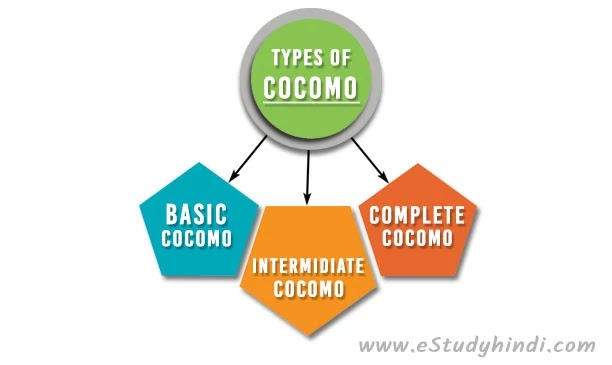 TYPES OF
COCOMO
BASIC
COCOMO
INTERMIDIATE
COCOMO
COMPLETE
COCOMO
www.eStudyhindi.com